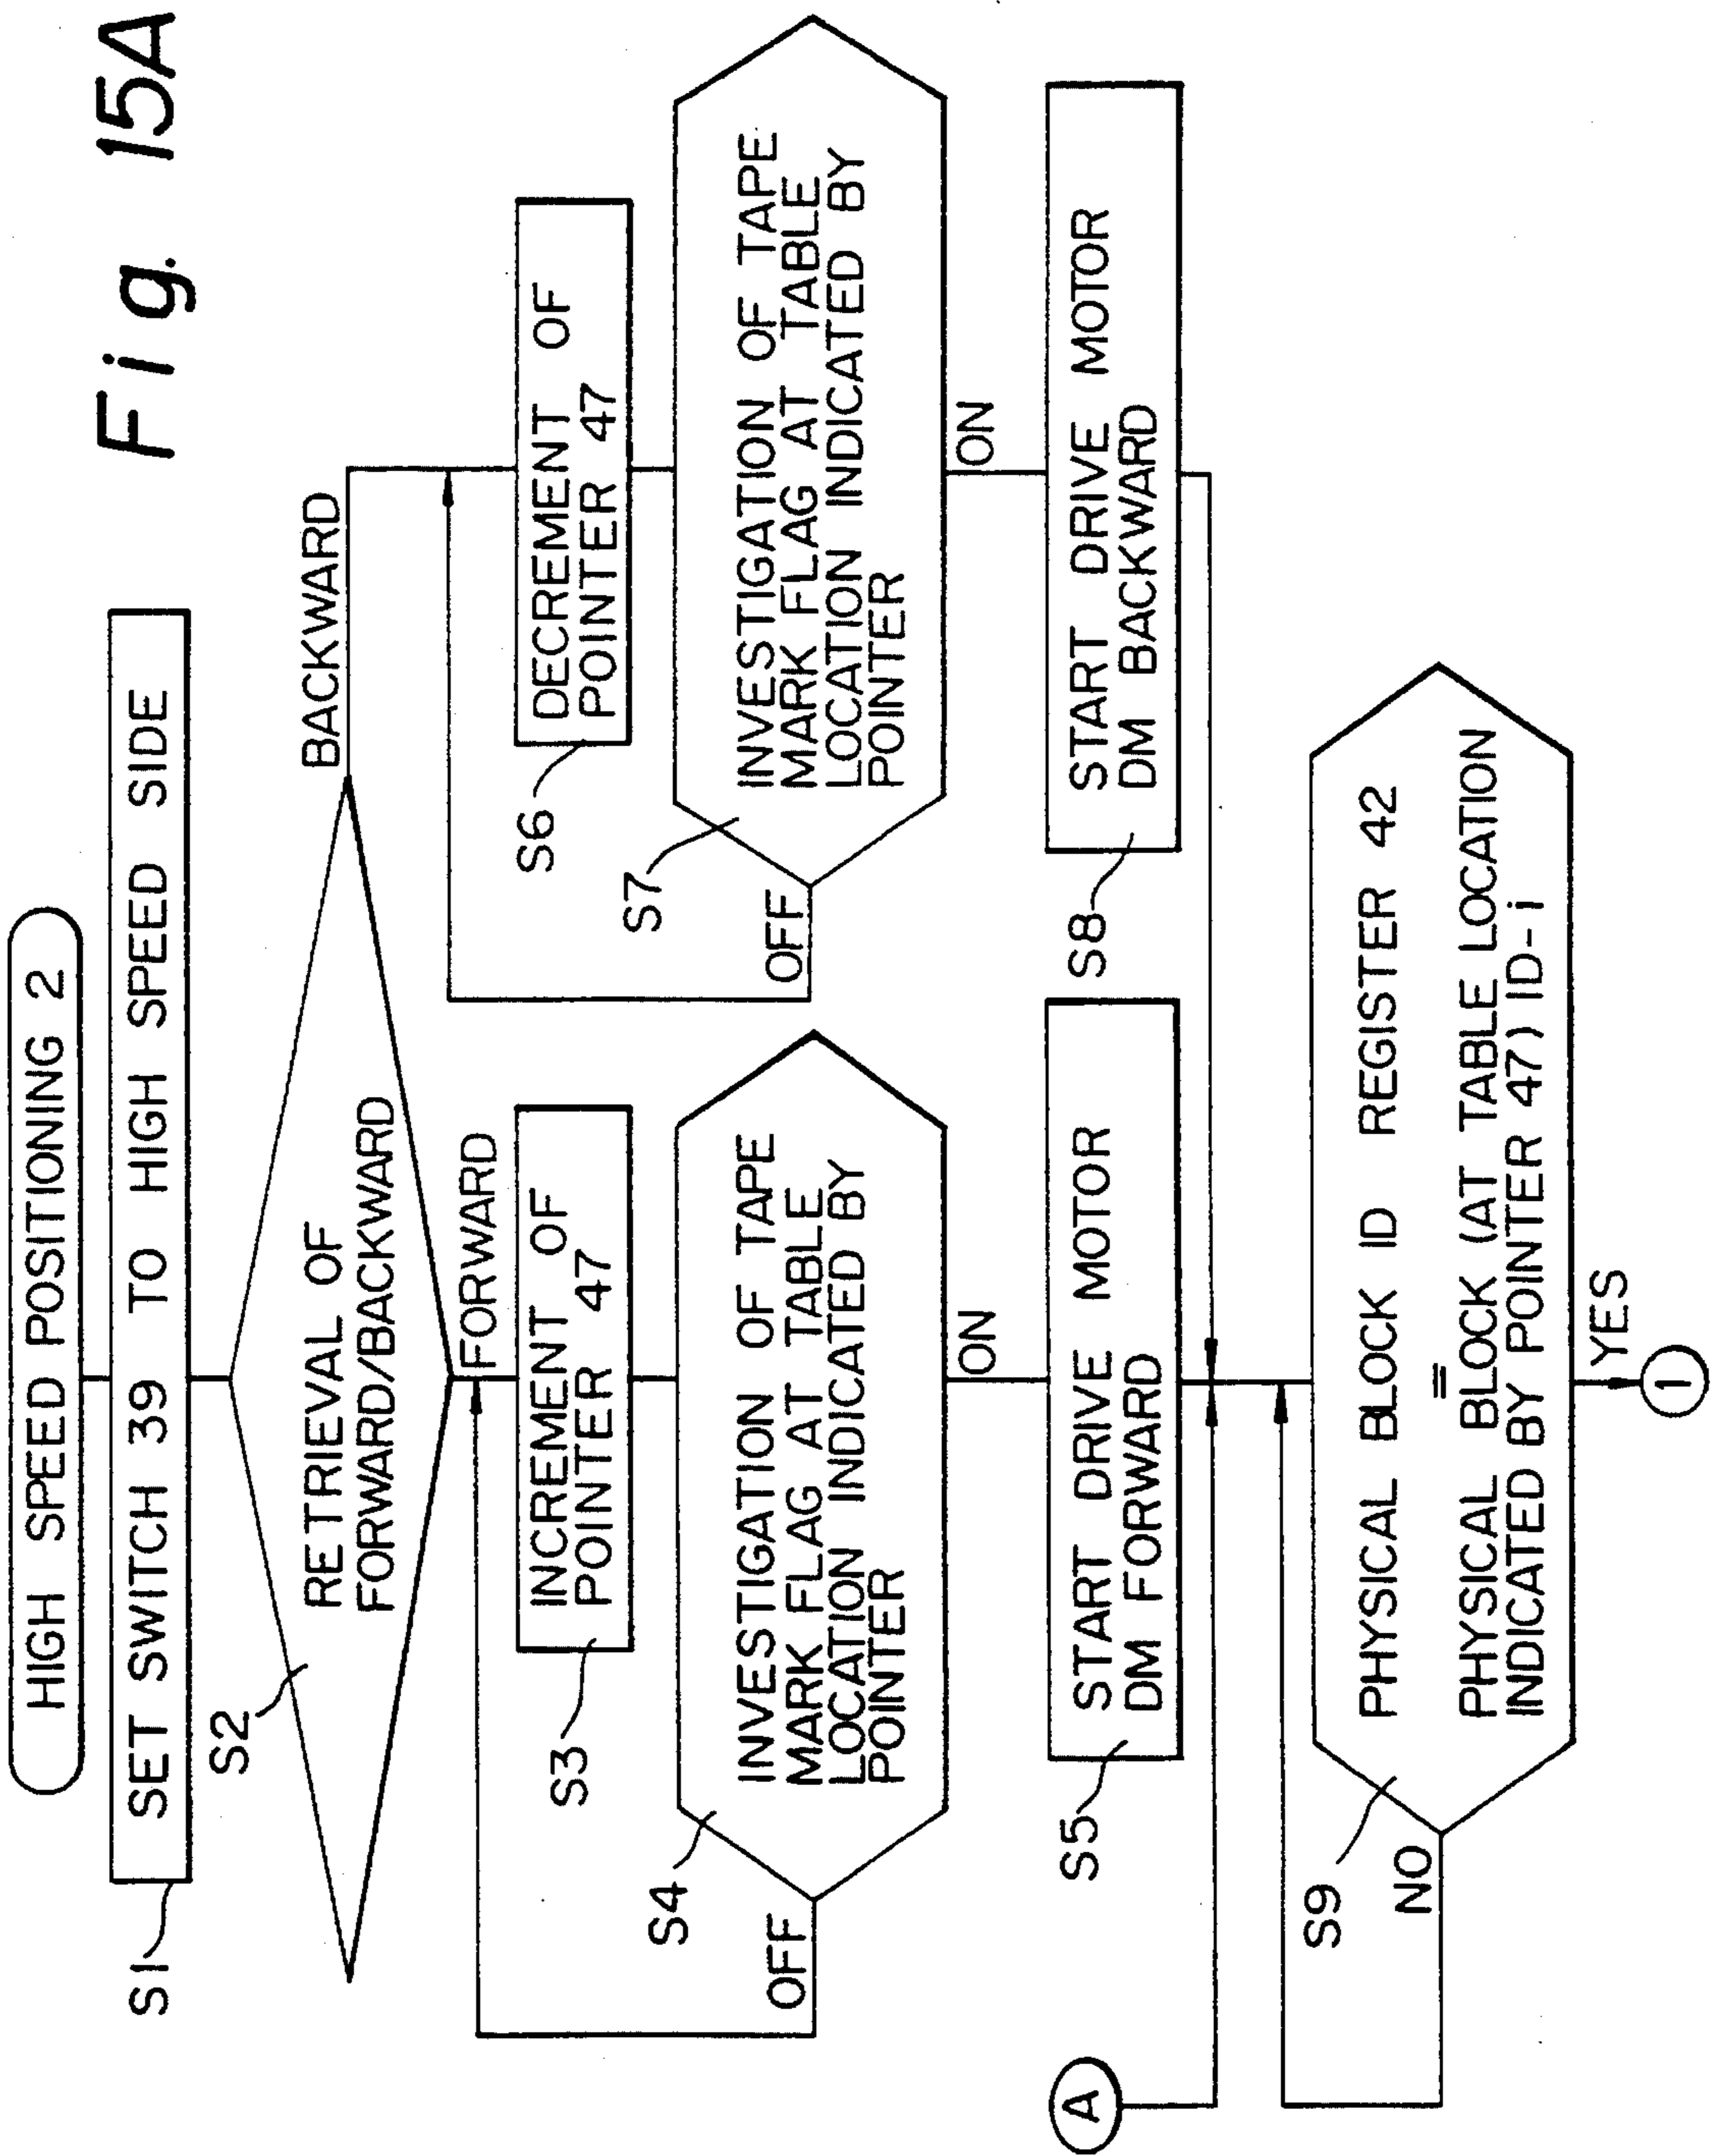 Fig. 15A
HIGH SPEED POSITIONING 2
S1
SET SWITCH 39 TO HIGH SPEED SIDE
S2
RETRIEVAL OF
FORWARD/BACKWARD
BACKWARD
FORWARD
S3
INCREMENT OF
POINTER 47
S6
DECREMENT OF
POINTER 47
S4
INVESTIGATION OF TAPE
MARK FLAG AT TABLE
LOCATION INDICATED BY
POINTER
OFF
ON
S7
INVESTIGATION OF TAPE
MARK FLAG AT TABLE
LOCATION INDICATED BY
POINTER
OFF
ON
S5
START DRIVE MOTOR
DM FORWARD
S8
START DRIVE MOTOR
DM BACKWARD
A
S9
PHYSICAL BLOCK ID REGISTER 42
=
PHYSICAL BLOCK (AT TABLE LOCATION
INDICATED BY POINTER 47) ID-i
NO
YES
1